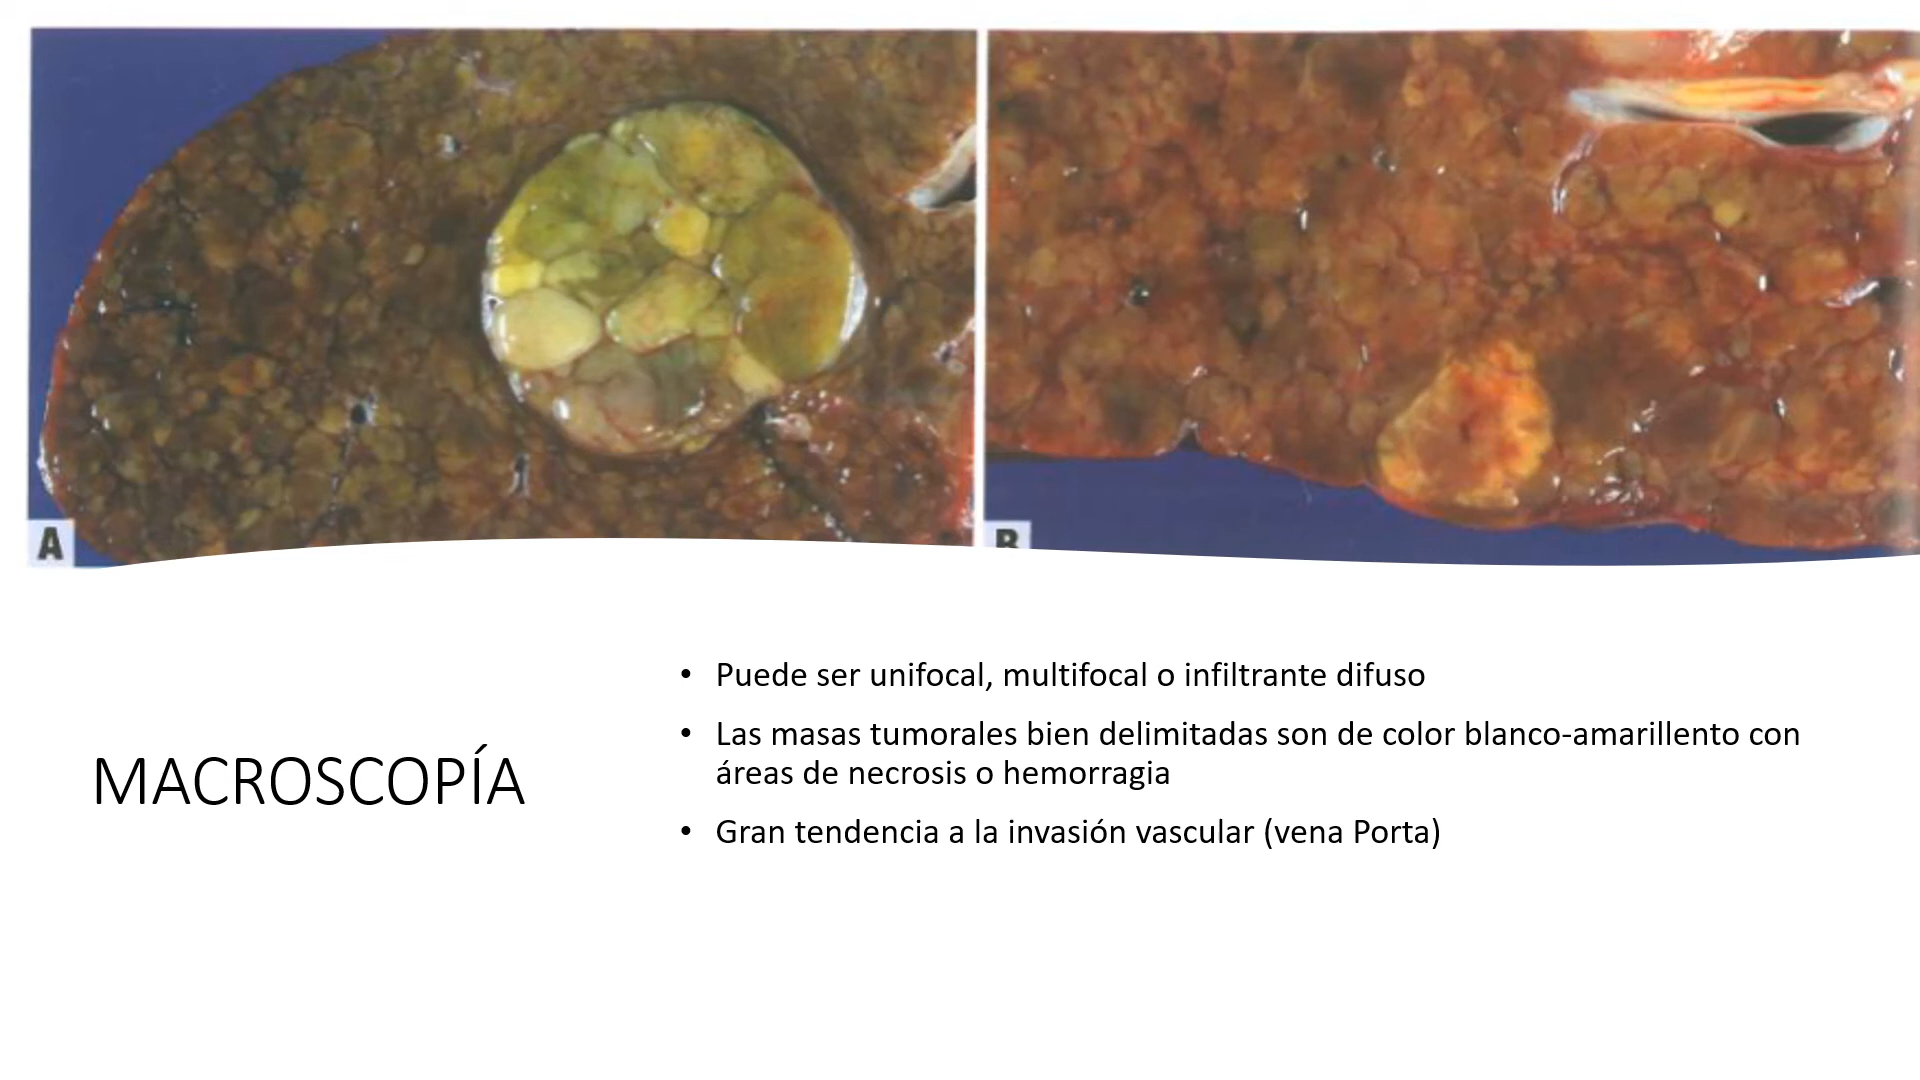 A
B
MACROSCOPÍA
• Puede ser unifocal, multifocal o infiltrante difuso
• Las masas tumorales bien delimitadas son de color blanco-amarillento con
áreas de necrosis o hemorragia
• Gran tendencia a la invasión vascular (vena Porta)